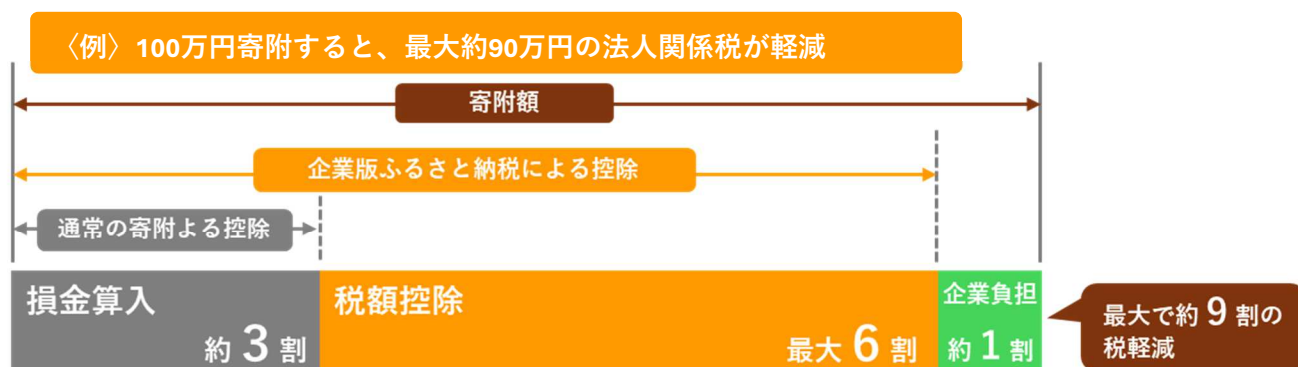 〈例〉100万円寄附すると、最大約90万円の法人関係税が軽減
寄附額
企業版ふるさと納税による控除
通常の寄附よる控除
損金算入
約3割
税額控除
最大6割
企業負担
約1割
最大で約9割の
税軽減